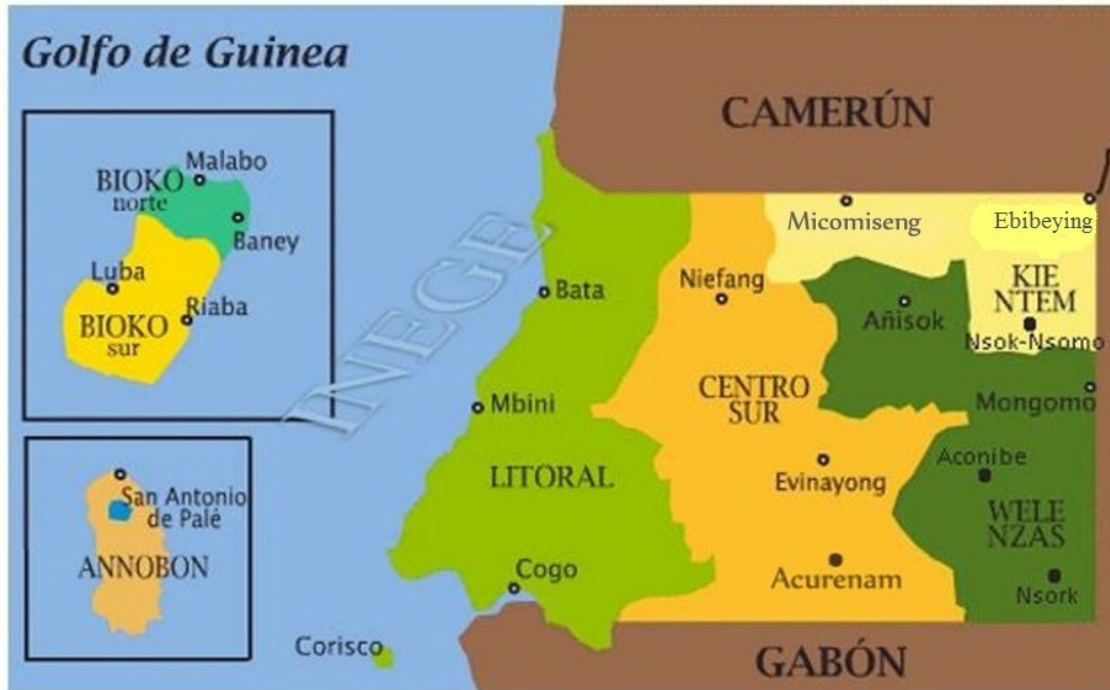 Golfo de Guinea
CAMERÚN
Malabo
BIOKO
norte
Baney
Luba
Riaba
BIOKO
sur
INEGE
Micomiseng
Ebibeying
Niefang
KIE
NTEM
Bata
Añisok
Nsok-Nsomo
CENTRO
SUR
Mbini
Mongomo
Aconibe
LITORAL
Evinayong
San Antonio
de Palé
WELE
NZAS
ANNOBON
Cogo
Acurenam
Nsork
Corisco
GABÓN